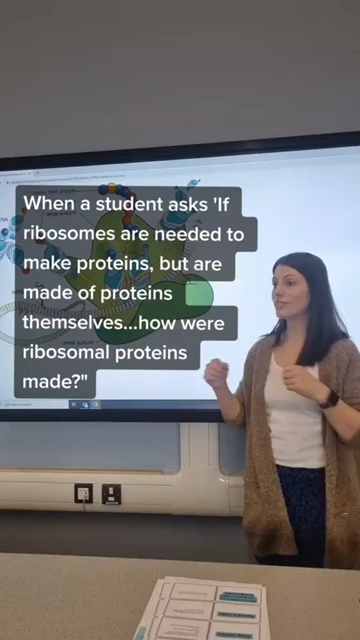 When a student asks 'If
ribosomes are needed to
make proteins, but are
made of proteins
themselves...how were
ribosomal proteins
made?"